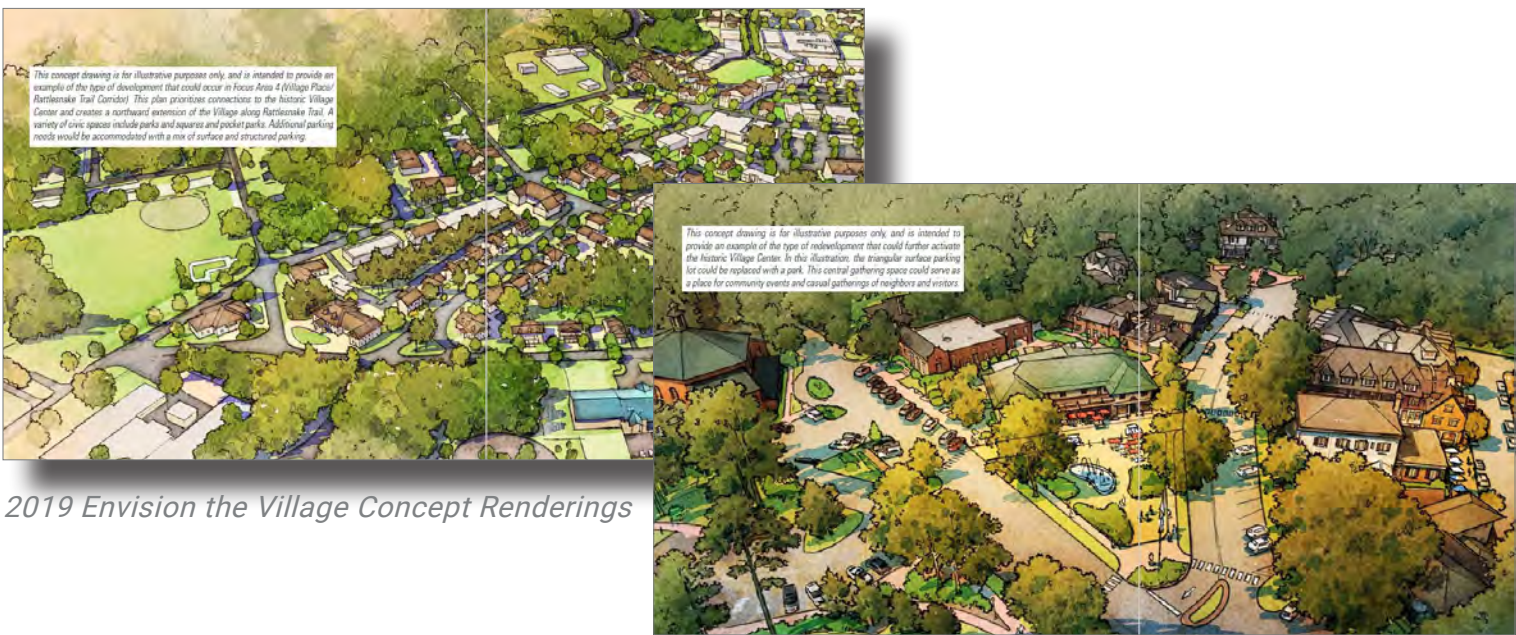 This concept drawing is for illustrative purposes only, and is intended to provide an
example of the type of development that could occur in Focus Area 4 (Village Place/
Rattlesnake Trail Corridor) This plan prioritizes connections to the historic Village
Center and creates a northward extension of the Village along Rattlesnake Trail. A
variety of civic spaces include parks and squares and pocket parks. Additional parking
needs would be accommodated with a mix of surface and structured parking.
This concept drawing is for illustrative purposes only, and is intended to
provide an example of the type of redevelopment that could further activate
the historic Village Center. In this illustration, the triangular surface parking
lot could be replaced with a park. This central gathering space could serve as
a place for community events and casual gatherings of neighbors and visitors.
2019 Envision the Village Concept Renderings